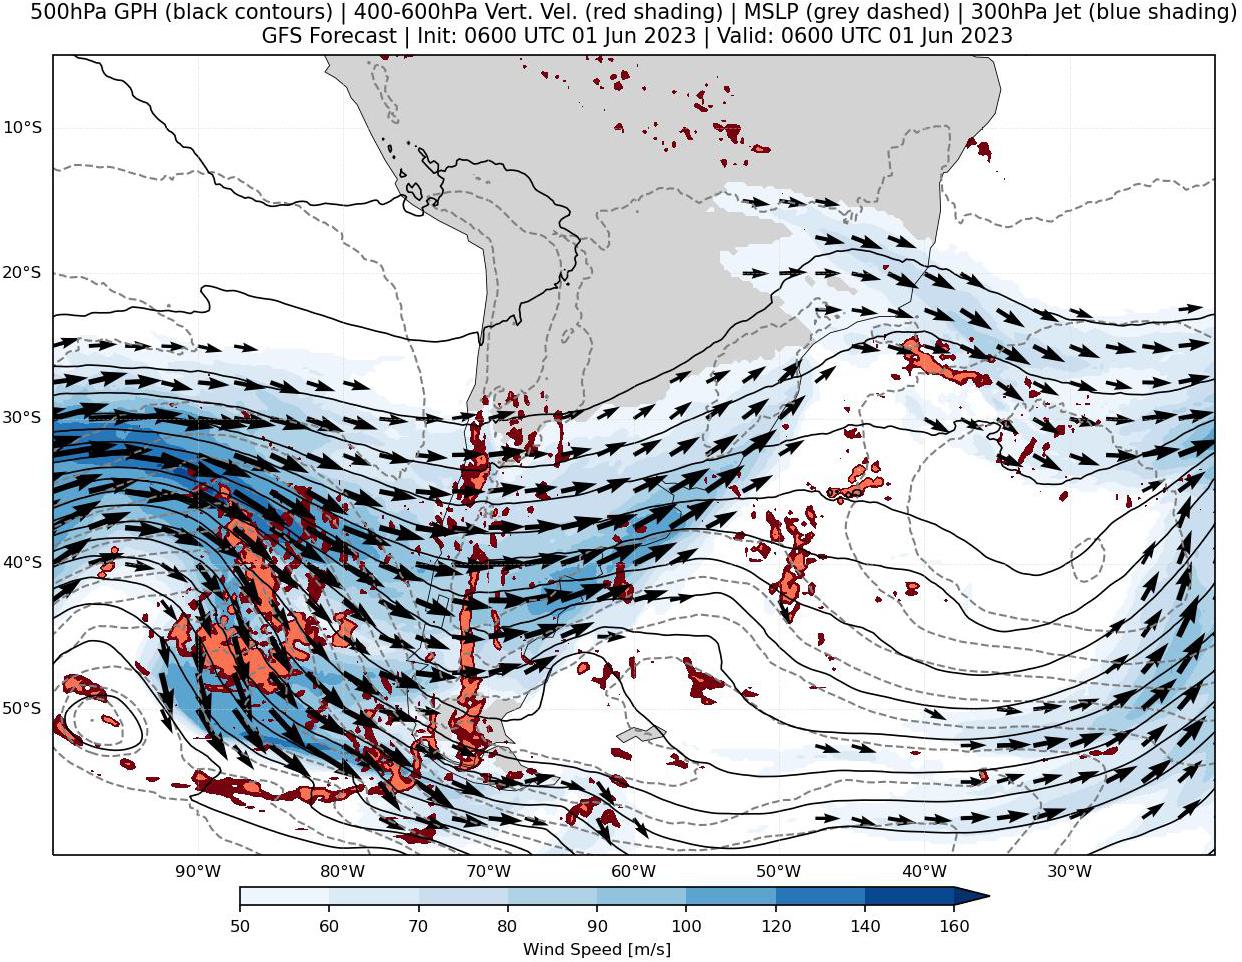 500hPa GPH (black contours) | 400-600hPa Vert. Vel. (red shading) | MSLP (grey dashed) | 300hPa Jet (blue shading)
GFS Forecast | Init: 0600 UTC 01 Jun 2023 | Valid: 0600 UTC 01 Jun 2023
10°S
20°S
30°S
40°S
50°S
90°W 80°W 70°W 60°W 50°W 40°W 30°W
50 60 70 80 90 100 120 140 160
Wind Speed [m/s]